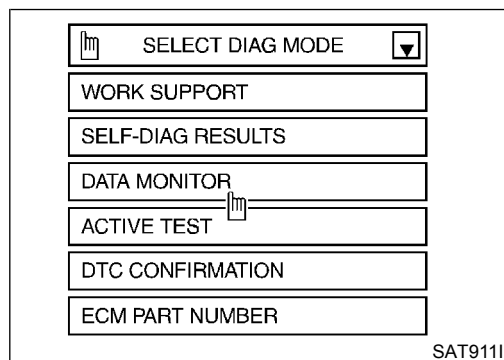 SELECT DIAG MODE
WORK SUPPORT
SELF-DIAG RESULTS
DATA MONITOR
ACTIVE TEST
DTC CONFIRMATION
ECM PART NUMBER
SAT911I